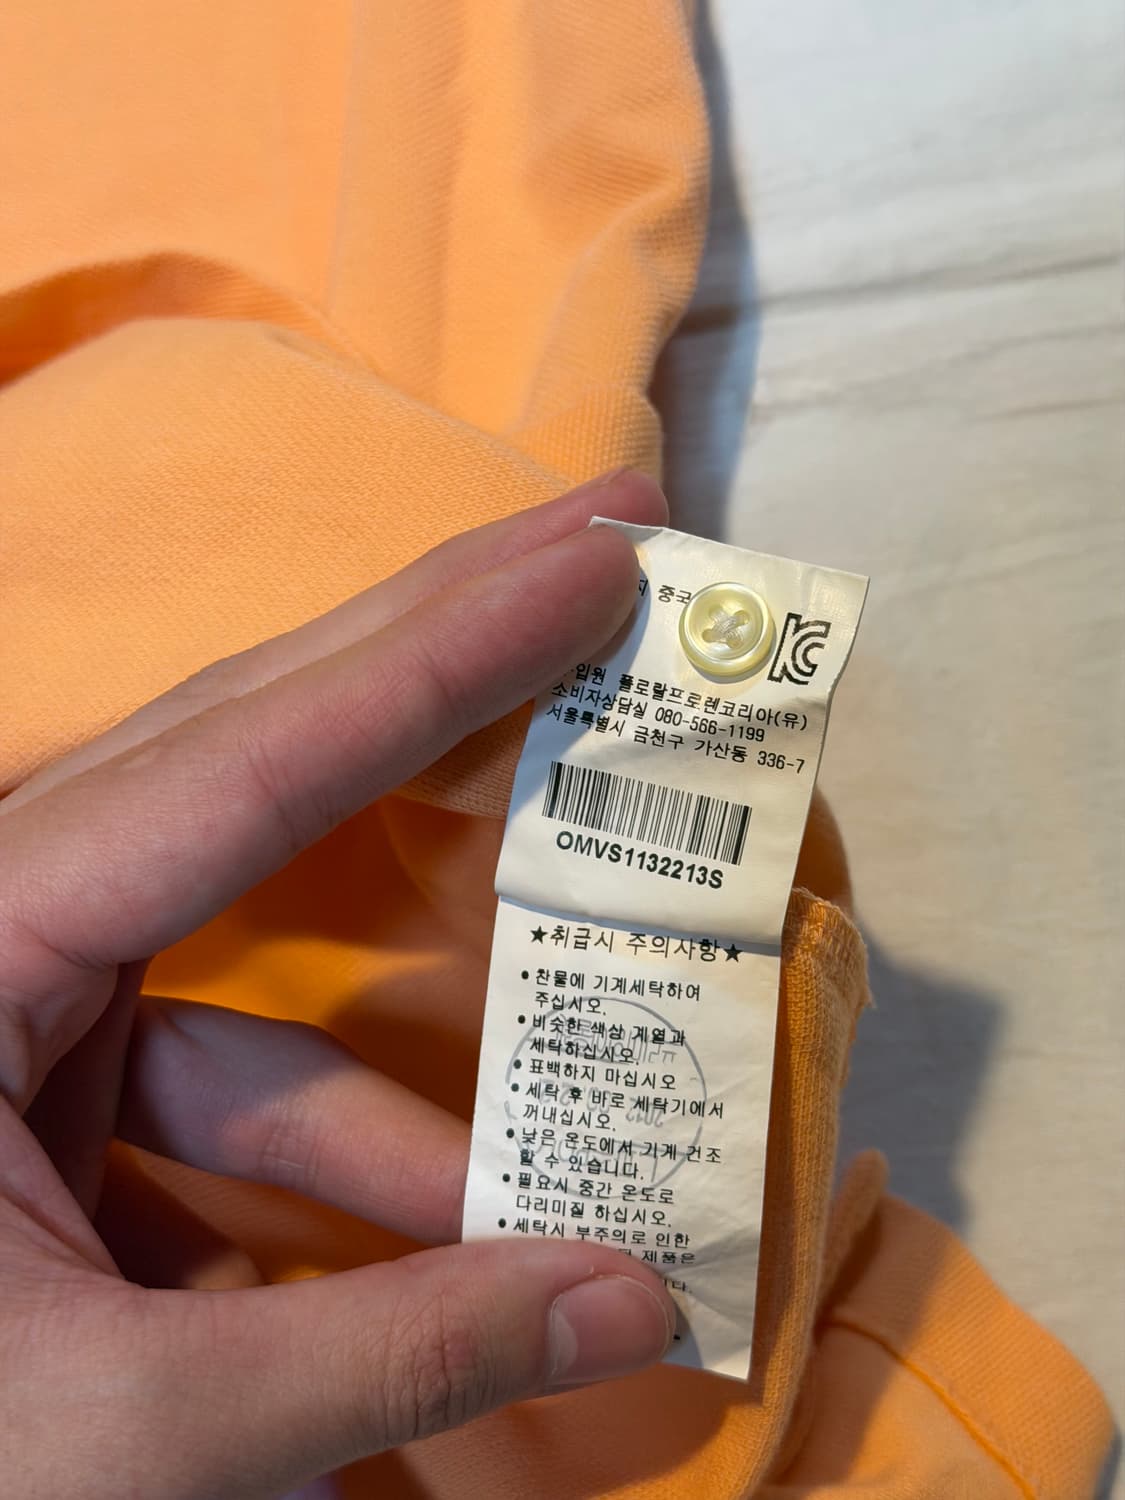 중국
KC
입원 플로랄프로렌코리아(유)
소비자상담실 080-566-1199
서울특별시 금천구 가산동 336-7
OMVS1132213S
★취급시 주의사항★
• 찬물에 기계세탁하여
주십시오.
• 비슷한 색상 계열과
세탁하십시오.
• 표백하지 마십시오
• 세탁 후 바로 세탁기에서
꺼내십시오.
• 낮은 온도에서 기계 건조
할 수 있습니다.
• 필요시 중간 온도로
다리미질 하십시오.
• 세탁시 부주의로 인한
제품은